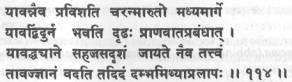 यावन्नैव प्रविशति चरन्मारुतो मध्यमार्गे
यावद्बिदुर्न भवति दृढः प्राणवातप्रबंधात् ।
यावद्ध्याने सहजसदृशं जायते नैव तत्त्वं
तावज्ज्ञानं वदति तदिदं दम्भमिथ्याप्रलापः ।। ११४ ।।